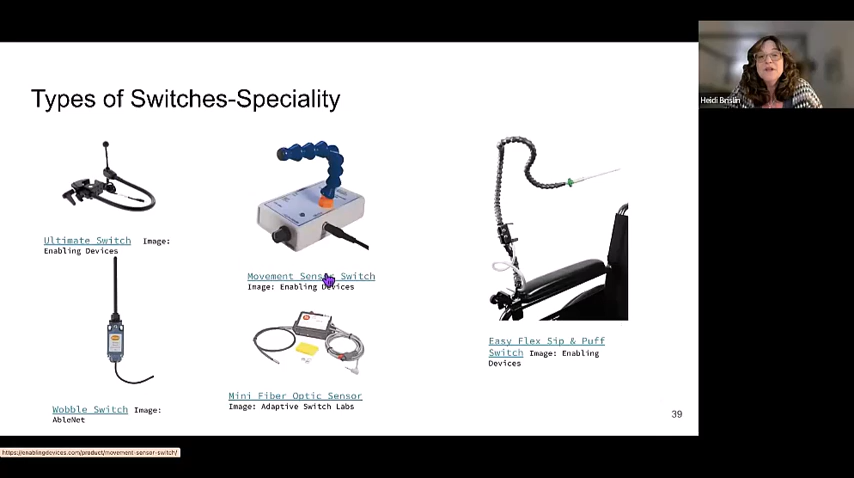 Types of Switches-Speciality
Heidi Brislin
Ultimate Switch Image:
Enabling Devices
Movement Sensor Switch
Image: Enabling Devices
Easy Flex Sip & Puff
Switch Image: Enabling
Devices
Mini Fiber Optic Sensor
Image: Adaptive Switch Labs
Wobble Switch Image:
AbleNet
39
https://enablingdevices.com/product/movement-sensor-switch/